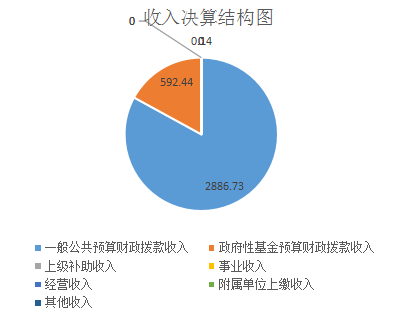 收入决算结构图
0
0.14
592.44
2886.73
一般公共预算财政拨款收入
政府性基金预算财政拨款收入
上级补助收入
事业收入
经营收入
附属单位上缴收入
其他收入